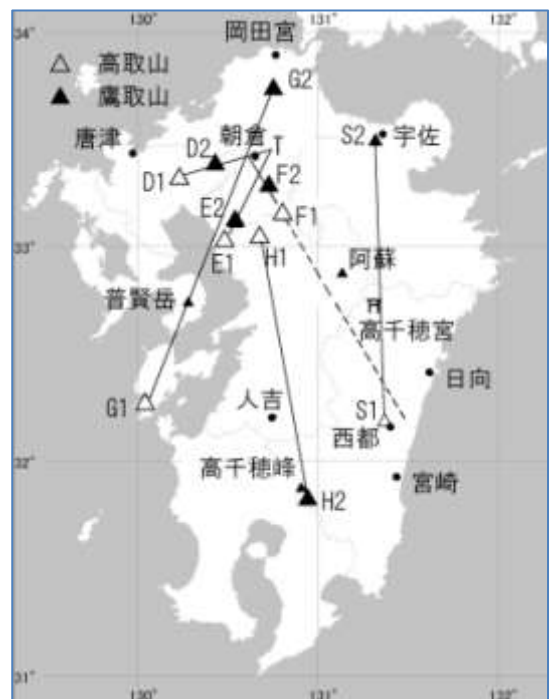 130° 131° 132°
34°
岡田宮
△ 高取山
▲ 鷹取山
G2
唐津
朝倉
T
S2
宇佐
D2
D1
F2
E2
F1
33°
E1
H1
阿蘇
普賢岳
高千穂宮
日向
G1
人吉
S1
西都
32°
高千穂峰
宮崎
H2
31°
130° 131° 132°